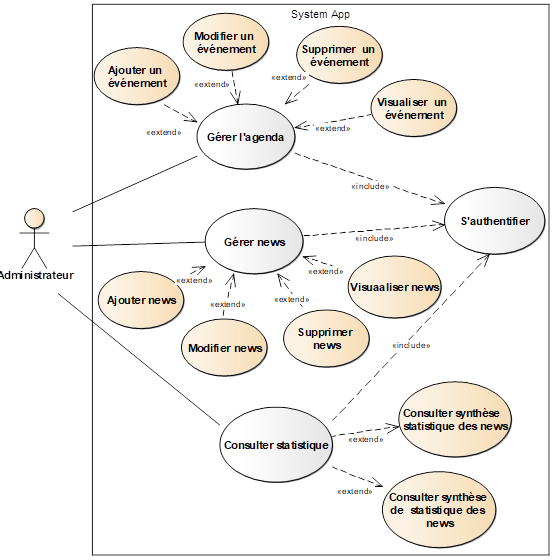 System App
Modifier un
événement
Supprimer un
événement
Ajouter un
événement
Visualiser un
événement
«extend»
«extend»
«extend»
«extend»
Gérer l'agenda
«include»
S'authentifier
Gérer news
«include»
Administrateur
«extend»
«extend»
«extend»
«extend»
Ajouter news
Visuaaliser news
Modifier news
Supprimer
news
«include»
Consulter statistique
Consulter synthèse
statistique des news
«extend»
«extend»
Consulter synthèse
de statistique des
news